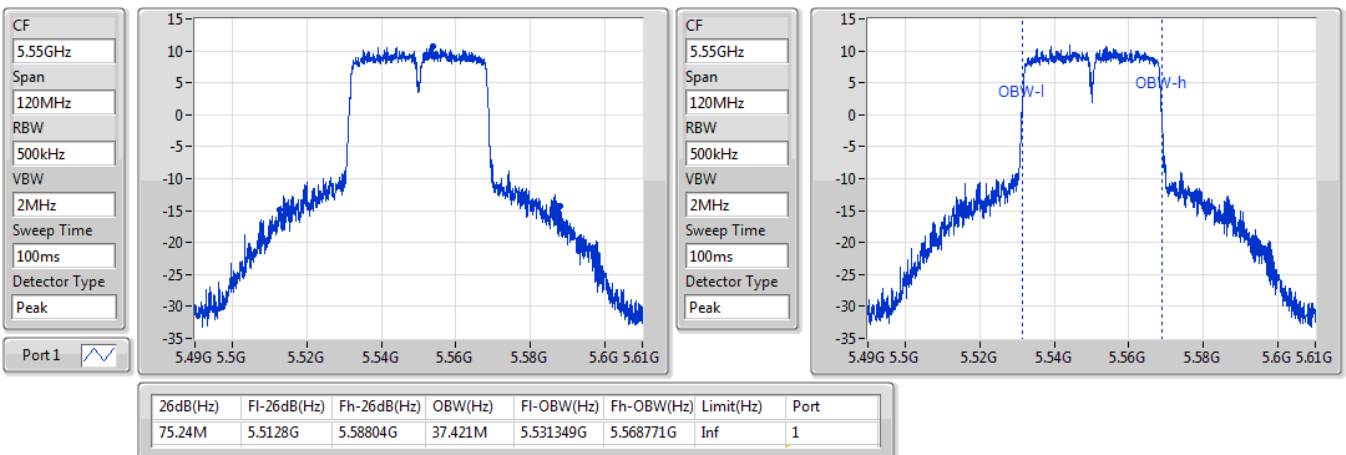 CF
5.55GHz
Span
120MHz
RBW
500kHz
VBW
2MHz
Sweep Time
100ms
Detector Type
Peak
Port 1
15
10
5
0
-5
-10
-15
-20
-25
-30
-35
5.49G 5.5G 5.52G 5.54G 5.56G 5.58G 5.6G 5.61G
CF
5.55GHz
Span
120MHz
RBW
500kHz
VBW
2MHz
Sweep Time
100ms
Detector Type
Peak
15
10
5
0
-5
-10
-15
-20
-25
-30
-35
OBW-l
OBW-h
5.49G 5.5G 5.52G 5.54G 5.56G 5.58G 5.6G 5.61G
26dB(Hz) Fl-26dB(Hz) Fh-26dB(Hz) OBW(Hz) Fl-OBW(Hz) Fh-OBW(Hz) Limit(Hz) Port
75.24M 5.5128G 5.58804G 37.421M 5.531349G 5.568771G Inf 1